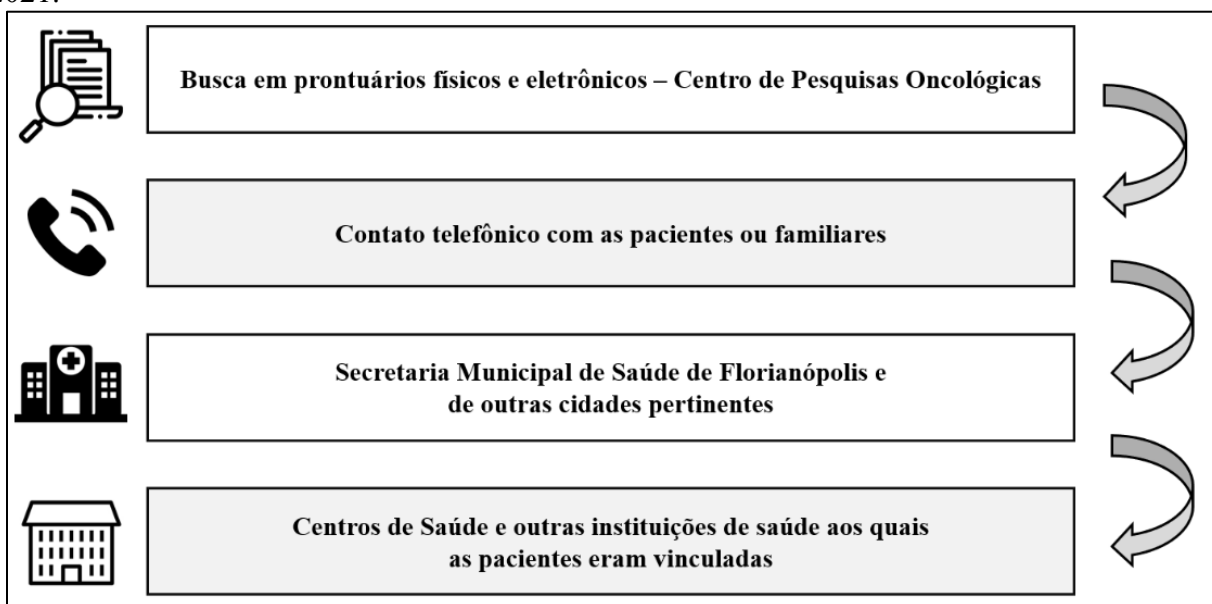 2021.
Busca em prontuários físicos e eletrônicos – Centro de Pesquisas Oncológicas
Contato telefônico com as pacientes ou familiares
Secretaria Municipal de Saúde de Florianópolis e
de outras cidades pertinentes
Centros de Saúde e outras instituições de saúde aos quais
as pacientes eram vinculadas